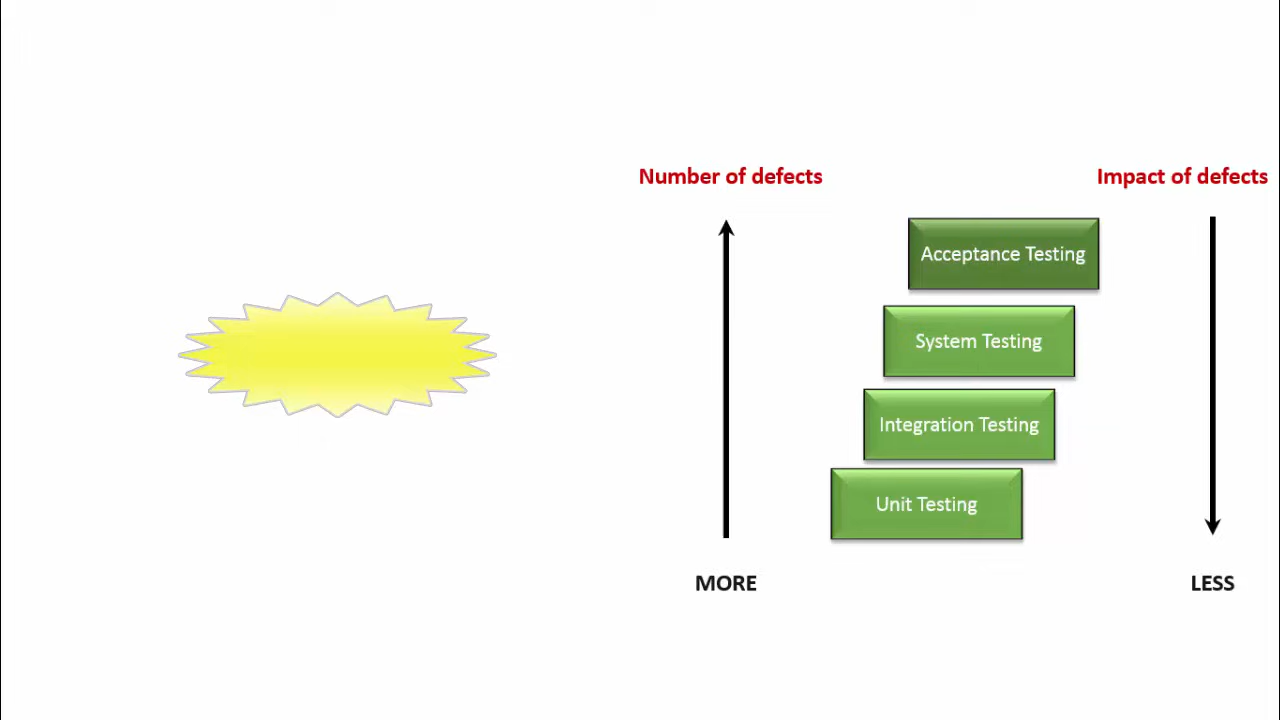 Number of defects
Impact of defects
Acceptance Testing
System Testing
Integration Testing
Unit Testing
MORE
LESS